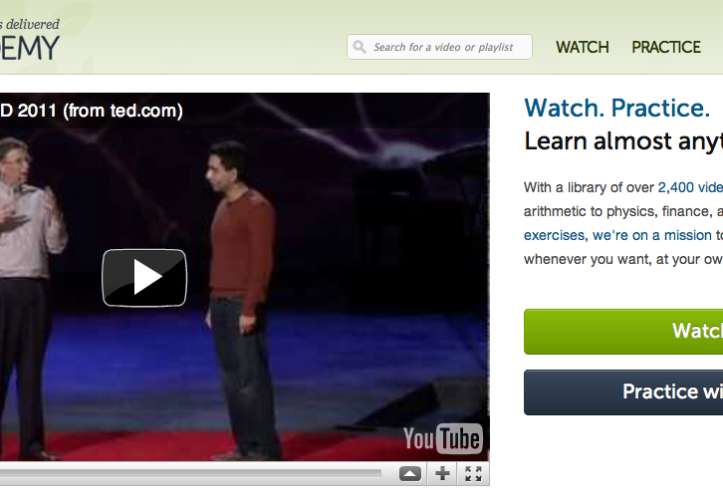 s delivered
DEMY
Search for a video or playlist
WATCH
PRACTICE
D 2011 (from ted.com)
YouTube
Watch. Practice.
Learn almost anyt
With a library of over 2,400 vide
arithmetic to physics, finance, a
exercises, we're on a mission to
whenever you want, at your ow
Watch
Practice wi